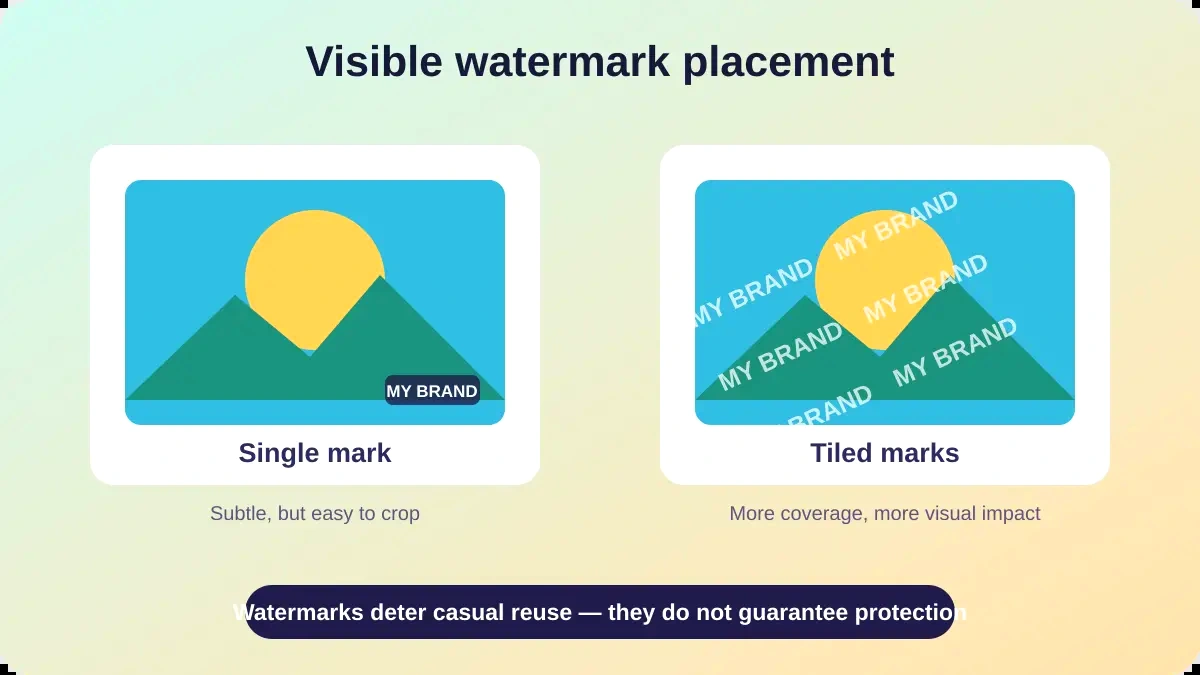 Visible watermark placement
MY BRAND
Single mark
Subtle, but easy to crop
MY BRAND
MY BRAND
MY BRAND
MY BRAND
MY BRAND
BRAND
Tiled marks
More coverage, more visual impact
Watermarks deter casual reuse — they do not guarantee protection